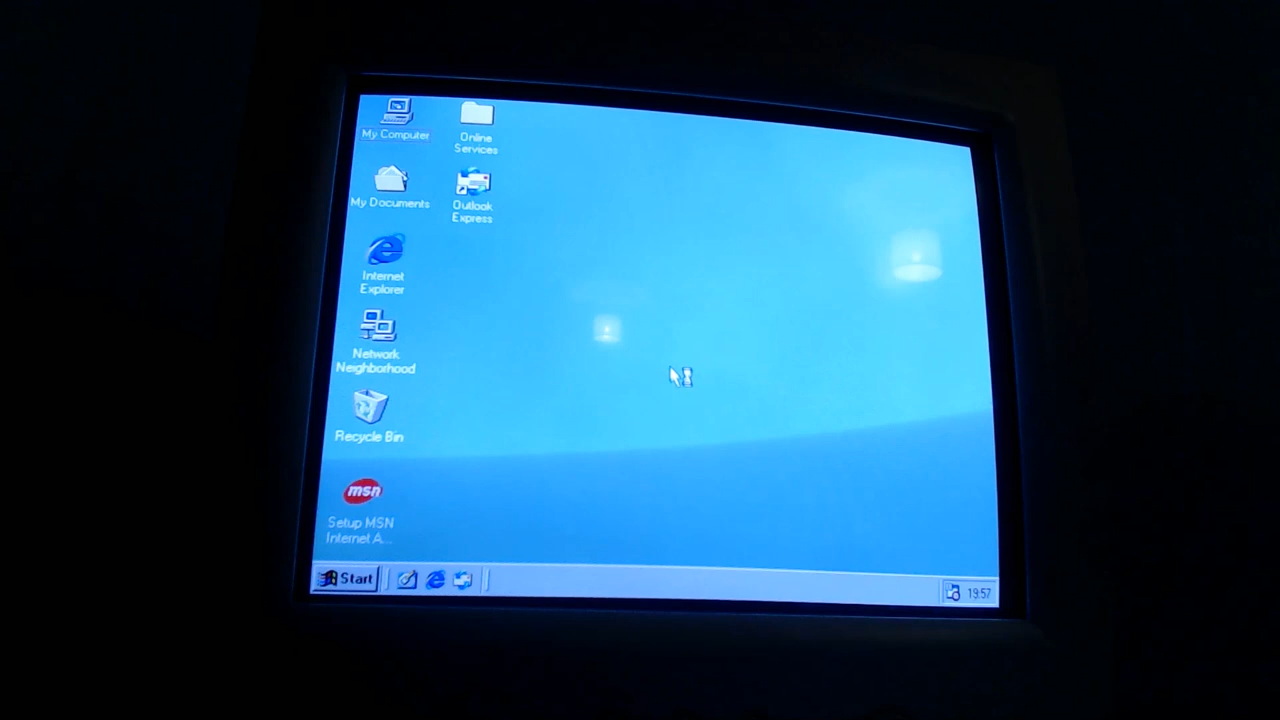 My Computer
Online
Services
My Documents
Outlook
Express
Internet
Explorer
Network
Neighborhood
Recycle Bin
msn
Setup MSN
Internet A...
Start
19:57